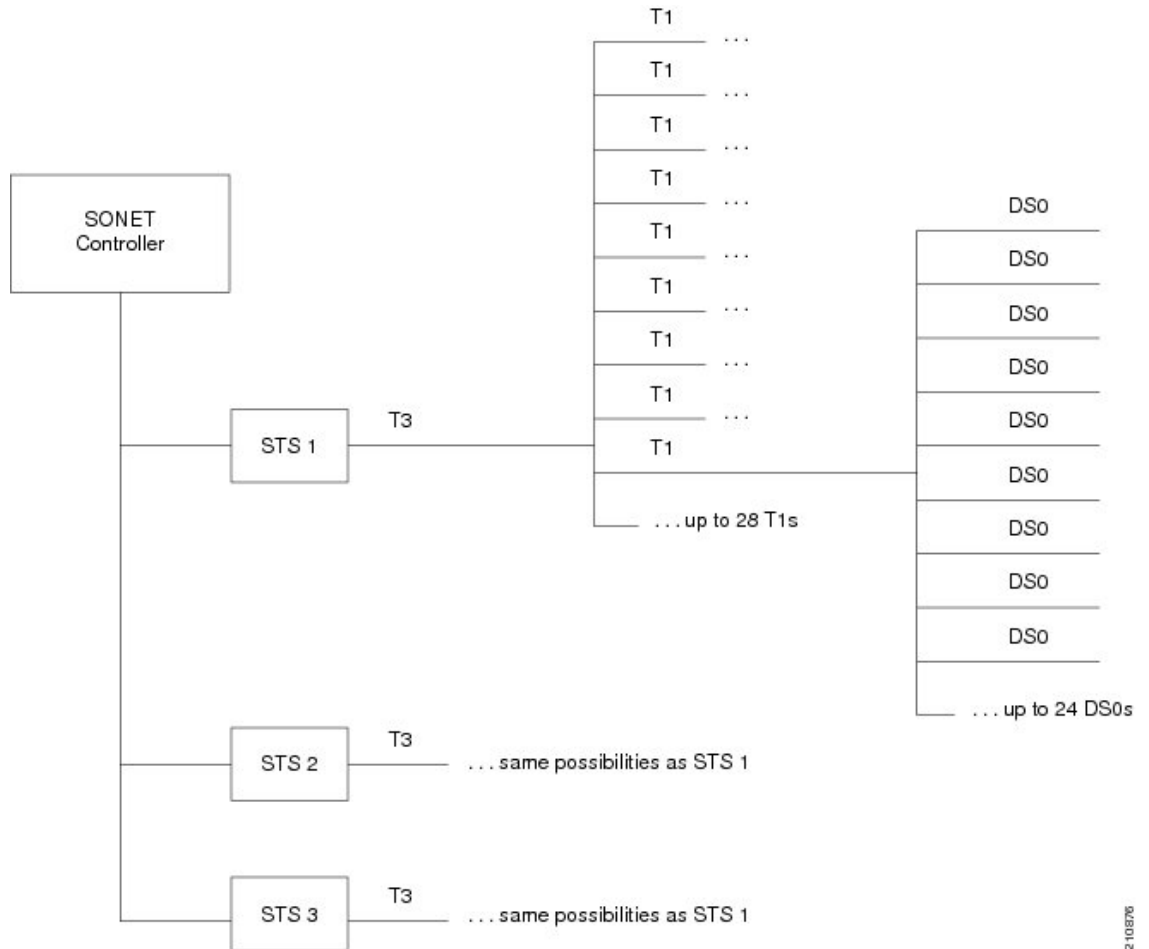 T1
...
T1
...
T1
...
T1
...
T1
...
T1
...
T1
...
T1
...
T1
... up to 28 T1s
SONET
Controller
STS 1
T3
DS0
DS0
DS0
DS0
DS0
DS0
DS0
DS0
DS0
... up to 24 DS0s
STS 2
T3
... same possibilities as STS 1
STS 3
T3
... same possibilities as STS 1
210876